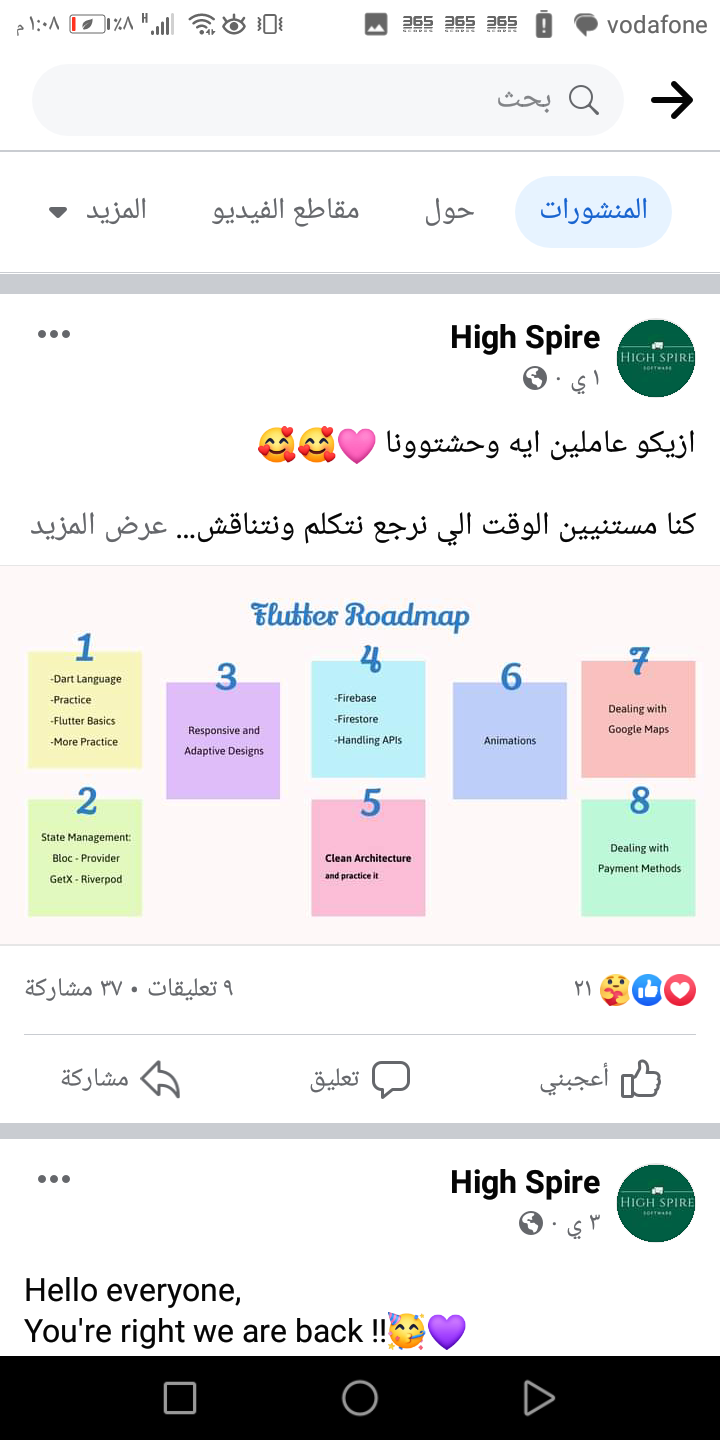 ١:٠٨ م
٪٨
H
365
365
365
vodafone
بحث
المنشورات
حول
مقاطع الفيديو
المزيد
High Spire
HIGH SPIRE
SOFTWARE
١ ي ·
ازيكو عاملين ايه وحشتوونا 🩷🥰🥰
كنا مستنيين الوقت الي نرجع نتكلم ونتناقش... عرض المزيد
Flutter Roadmap
1
-Dart Language
-Practice
-Flutter Basics
-More Practice
2
State Management:
Bloc - Provider
GetX - Riverpod
3
Responsive and
Adaptive Designs
4
-Firebase
-Firestore
-Handling APIs
5
Clean Architecture
and practice it
6
Animations
7
Dealing with
Google Maps
8
Dealing with
Payment Methods
٢١
٩ تعليقات • ٣٧ مشاركة
أعجبني
تعليق
مشاركة
High Spire
HIGH SPIRE
SOFTWARE
٣ ي ·
Hello everyone,
You're right we are back !!🥳💜